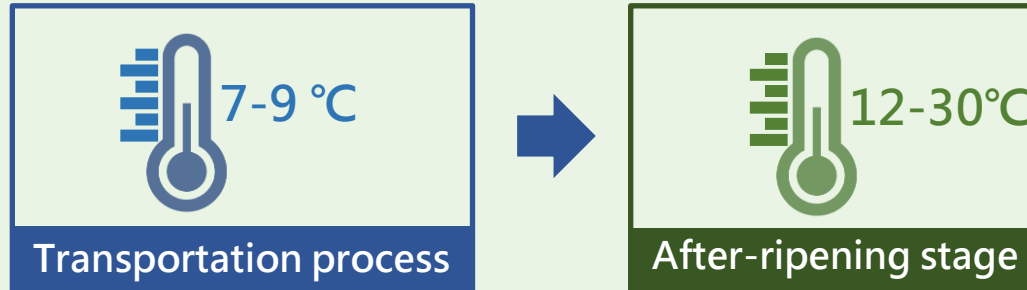 7-9 ℃
Transportation process
12-30℃
After-ripening stage